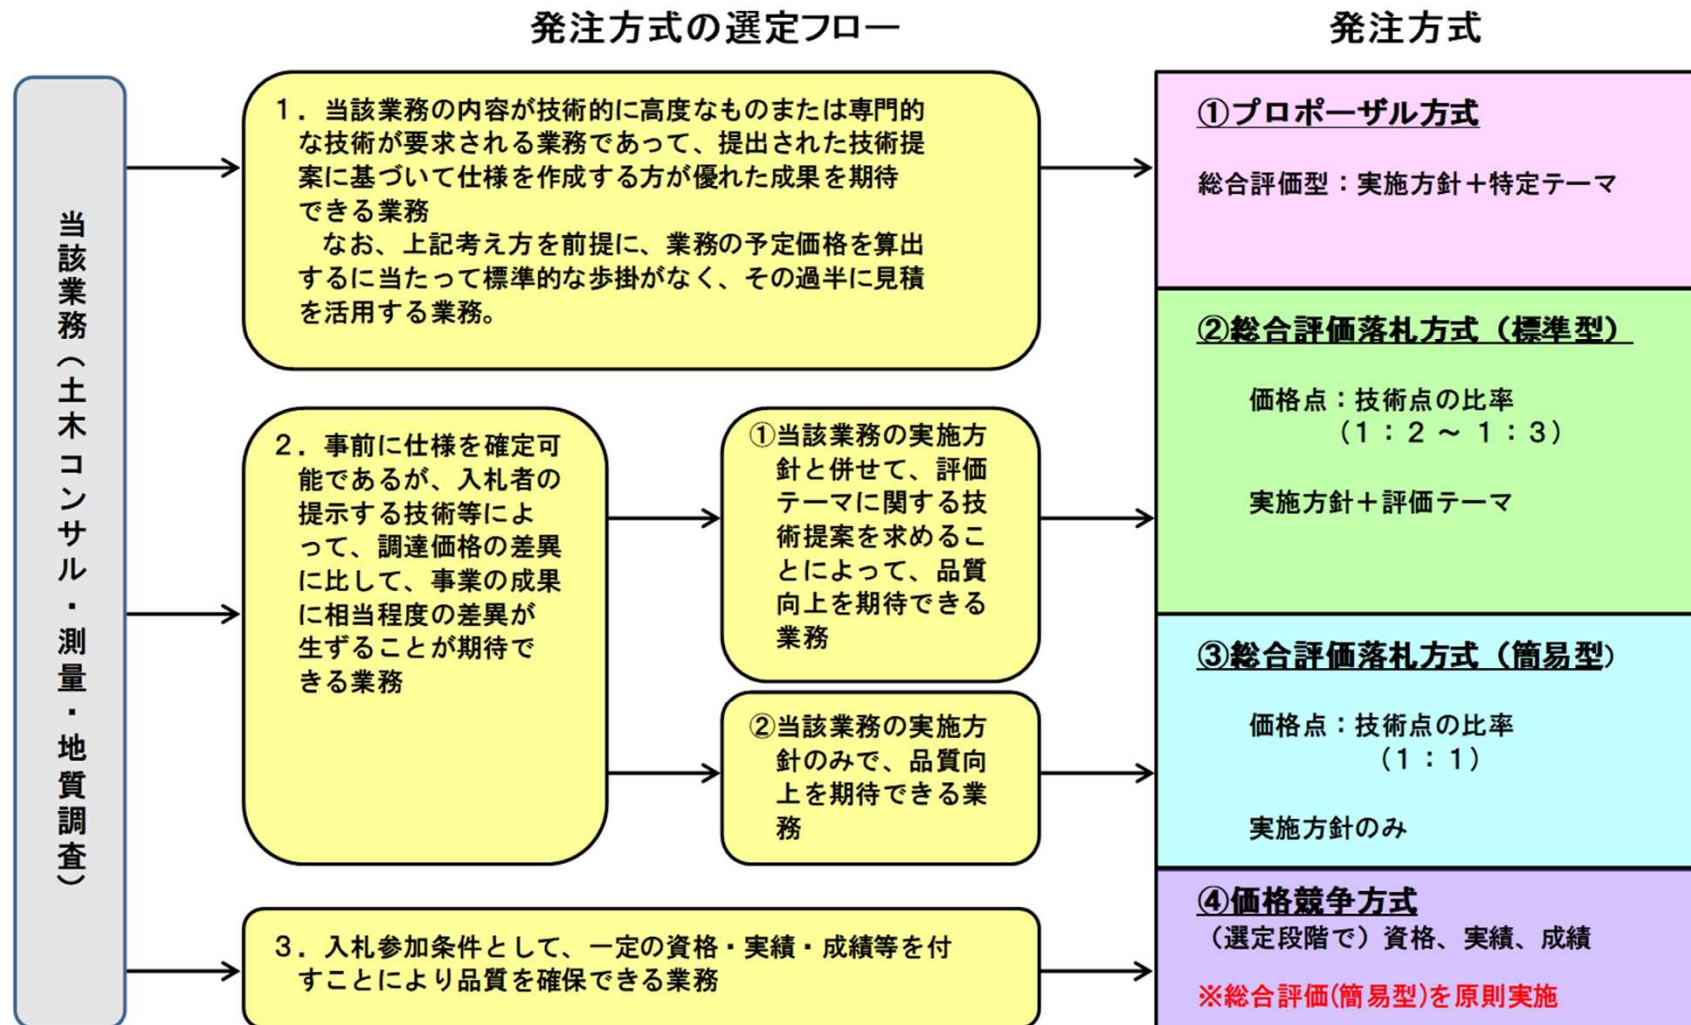 発注方式の選定フロー
発注方式
当該業務（土木コンサル・測量・地質調査）
１．当該業務の内容が技術的に高度なものまたは専門的
な技術が要求される業務であって、提出された技術提
案に基づいて仕様を作成する方が優れた成果を期待
できる業務
なお、上記考え方を前提に、業務の予定価格を算出
するに当たって標準的な歩掛がなく、その過半に見積
を活用する業務。
①プロポーザル方式
総合評価型：実施方針＋特定テーマ
２．事前に仕様を確定可
能であるが、入札者の
提示する技術等によ
って、調達価格の差異
に比して、事業の成果
に相当程度の差異が
生ずることが期待で
きる業務
①当該業務の実施方
針と併せて、評価
テーマに関する技
術提案を求めるこ
とによって、品質
向上を期待できる
業務
②総合評価落札方式（標準型）
価格点：技術点の比率
（１：２～１：３）
実施方針＋評価テーマ
②当該業務の実施方
針のみで、品質向
上を期待できる業
務
③総合評価落札方式（簡易型）
価格点：技術点の比率
（１：１）
実施方針のみ
３．入札参加条件として、一定の資格・実績・成績等を付
すことにより品質を確保できる業務
④価格競争方式
（選定段階で）資格、実績、成績
※総合評価(簡易型)を原則実施